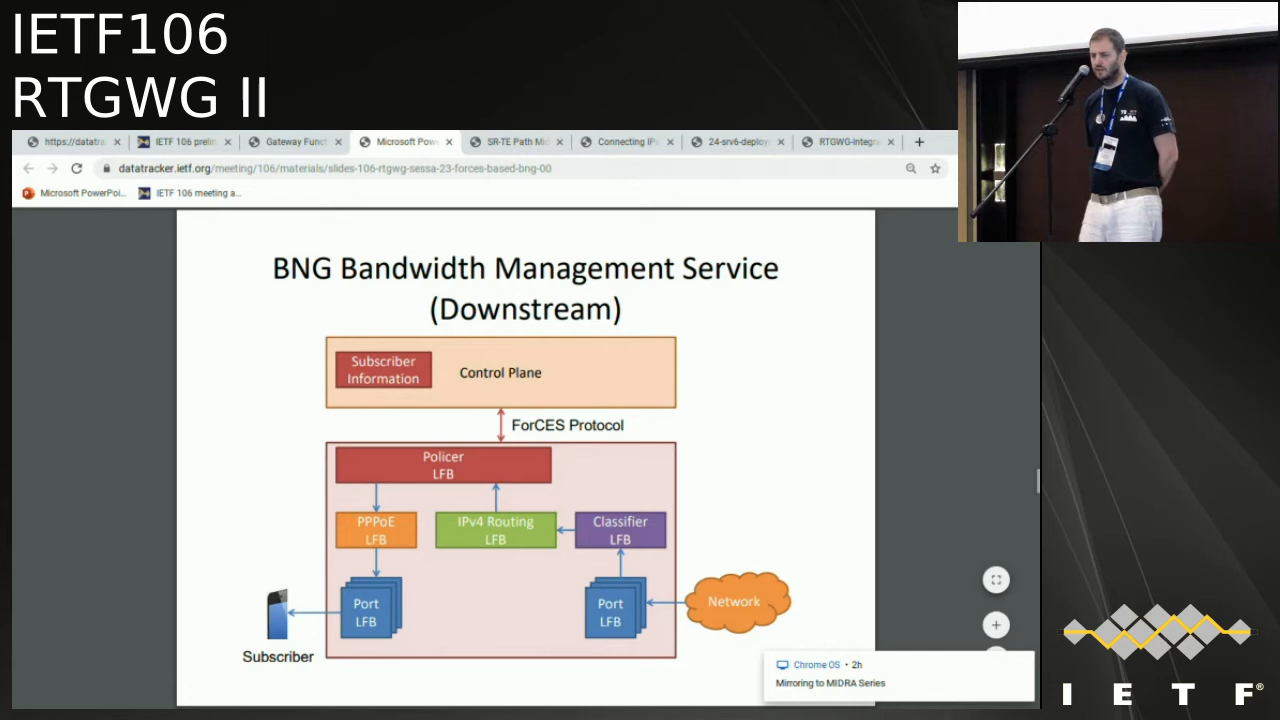 IETF106
RTGWG II
https://datatra
IETF 106 prelin
Gateway Funct
Microsoft Powe
SR-TE Path Mi
Connecting IPv
24-srv6-deploy
RTGWG-Integra
datatracker.ietf.org/meeting/106/materials/slides-106-rtgwg-sessa-23-forces-based-bng-00
Microsoft PowerPoi...
IETF 106 meeting a...
BNG Bandwidth Management Service
(Downstream)
Subscriber
Information
Control Plane
ForCES Protocol
Policer
LFB
PPPoE
LFB
IPv4 Routing
LFB
Classifier
LFB
Port
LFB
Port
LFB
Network
Subscriber
Chrome OS • 2h
Mirroring to MIDRA Series
I E T F®